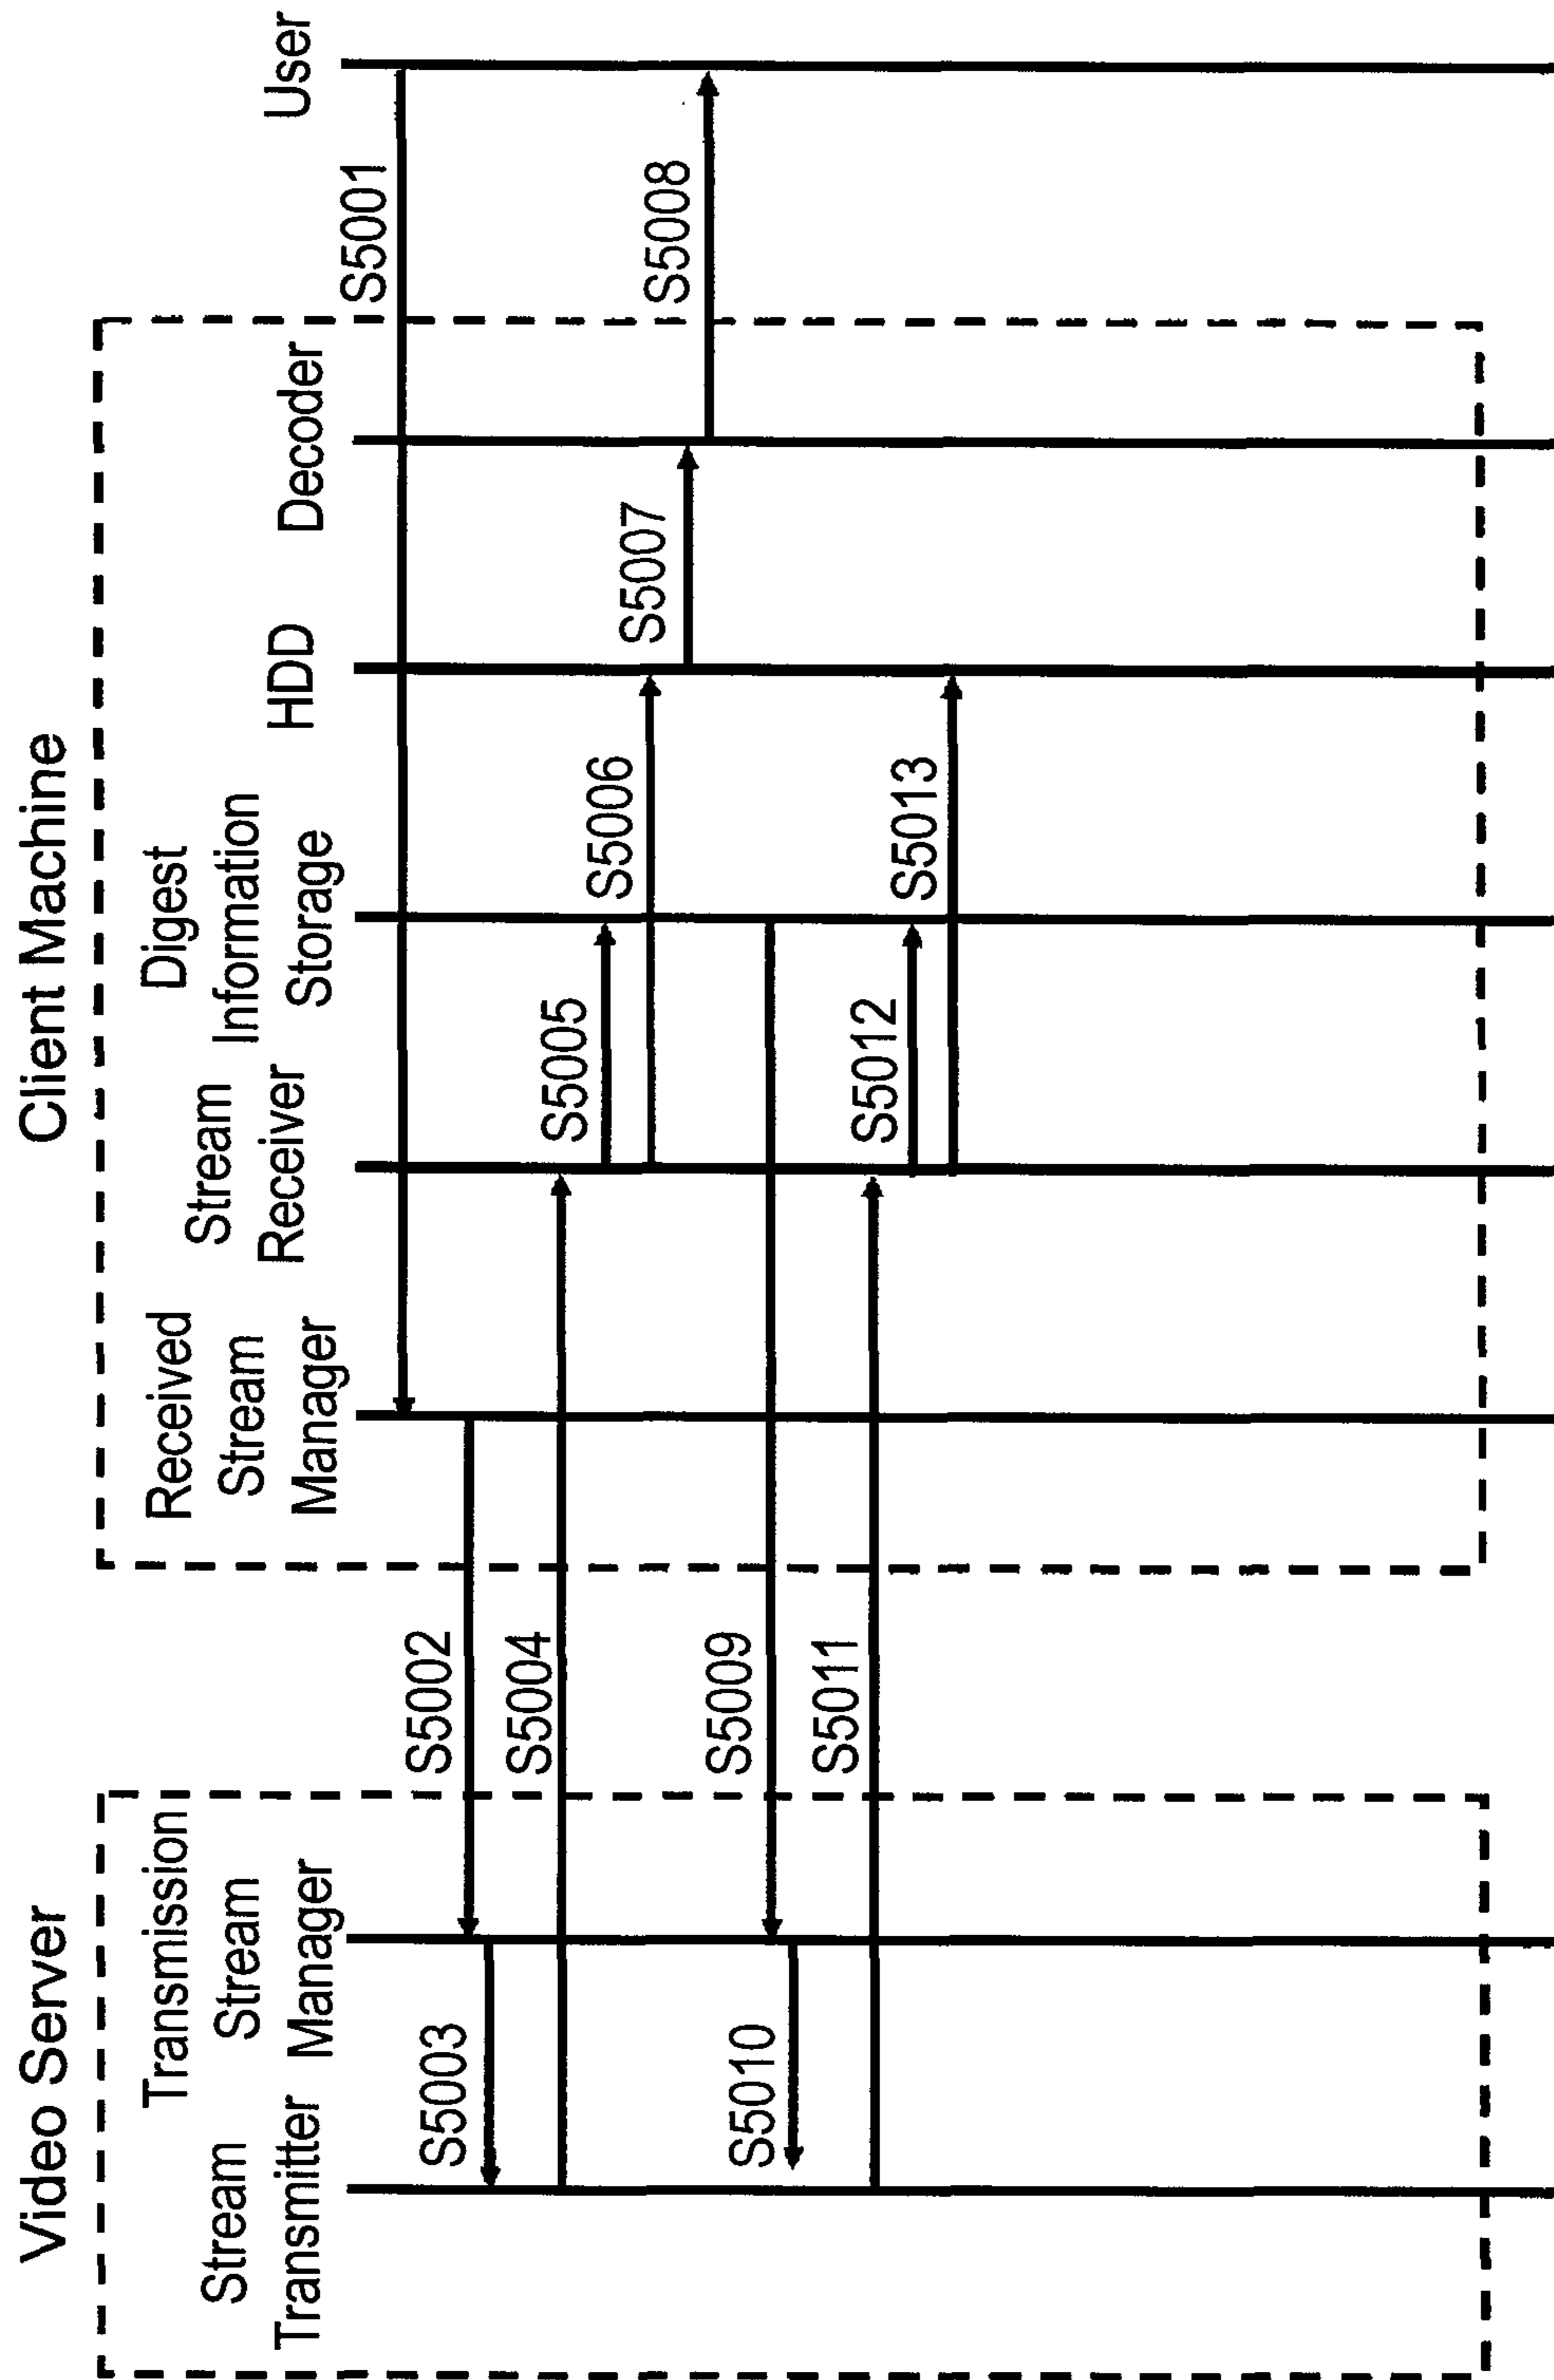 Video Server
Client Machine
Stream
Transmitter
Transmission
Stream
Manager
Received
Stream
Manager
Stream
Receiver
Digest
Information
Storage
HDD
Decoder
User
S5001
S5002
S5003
S5004
S5005
S5006
S5007
S5008
S5009
S5010
S5011
S5012
S5013